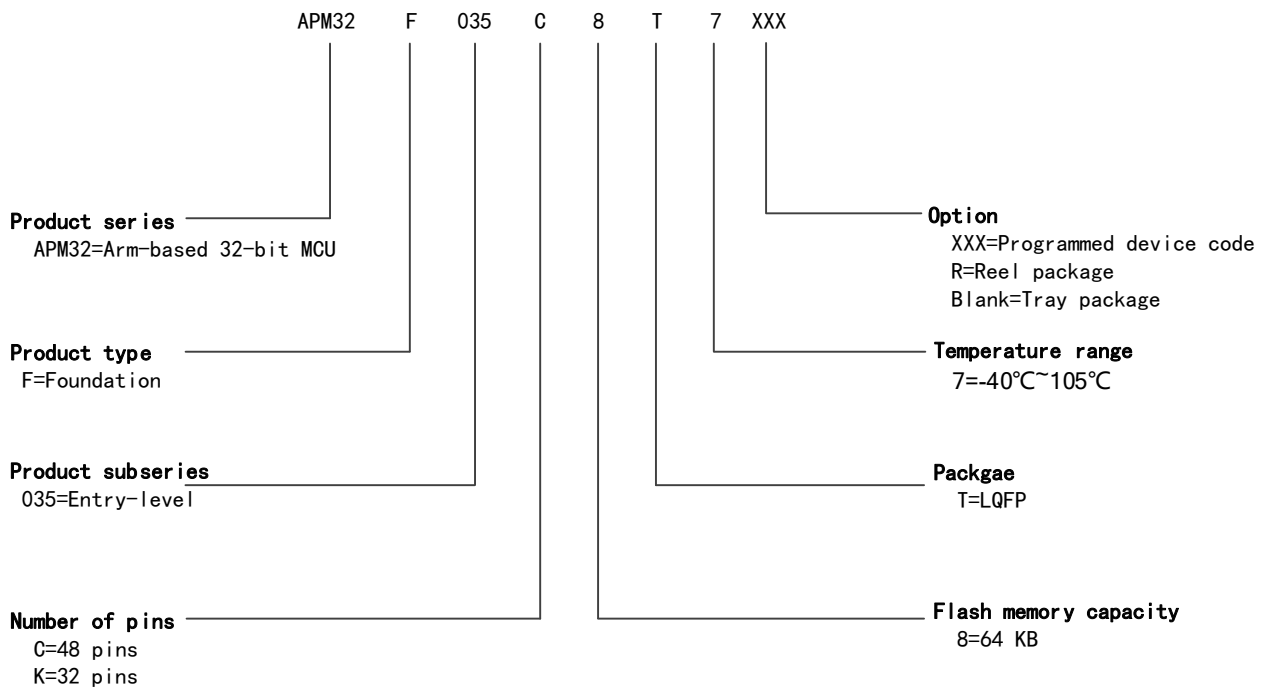 APM32 F 035 C 8 T 7 XXX
Product series
APM32=Arm-based 32-bit MCU
Product type
F=Foundation
Product subseries
035=Entry-level
Number of pins
C=48 pins
K=32 pins
Option
XXX=Programmed device code
R=Reel package
Blank=Tray package
Temperature range
7=-40℃~105℃
Packgae
T=LQFP
Flash memory capacity
8=64 KB